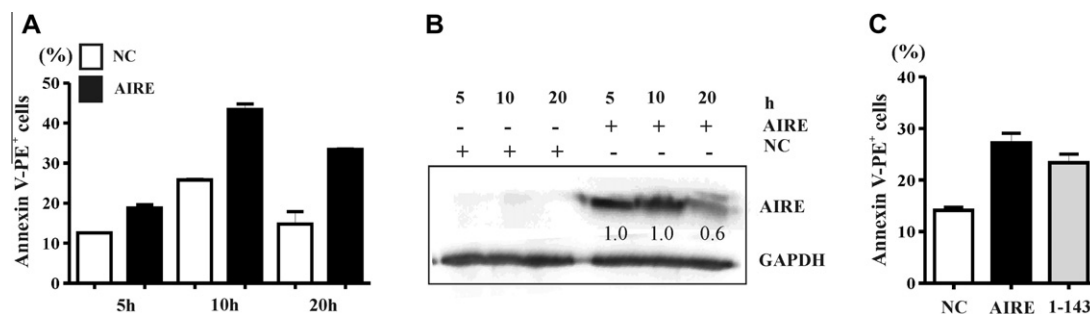 A
(%)
NC
AIRE
Annexin V-PE+ cells
50
40
30
20
10
0
5h 10h 20h
B
5 10 20 5 10 20 h
- - - + + + AIRE
+ + + - - - NC
AIRE
1.0 1.0 0.6
GAPDH
C
(%)
Annexin V-PE+ cells
40
30
20
10
0
NC AIRE 1-143